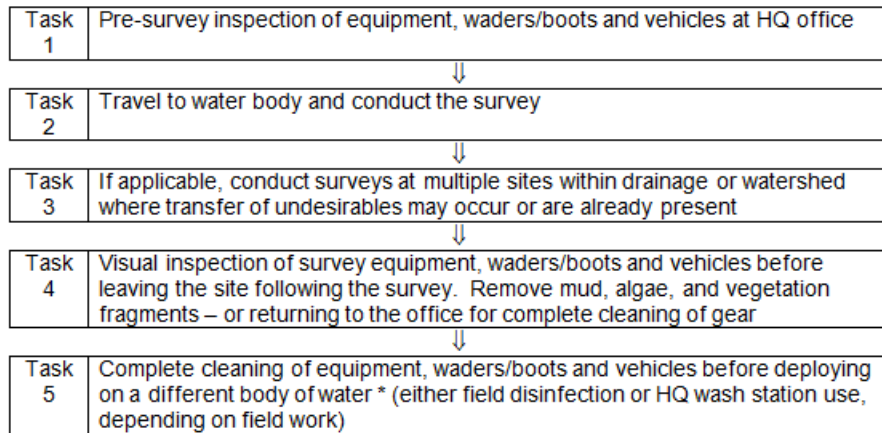 Task 1 Pre-survey inspection of equipment, waders/boots and vehicles at HQ office
⇓
Task 2 Travel to water body and conduct the survey
⇓
Task 3 If applicable, conduct surveys at multiple sites within drainage or watershed
where transfer of undesirables may occur or are already present
⇓
Task 4 Visual inspection of survey equipment, waders/boots and vehicles before
leaving the site following the survey.  Remove mud, algae, and vegetation
fragments – or returning to the office for complete cleaning of gear
⇓
Task 5 Complete cleaning of equipment, waders/boots and vehicles before deploying
on a different body of water * (either field disinfection or HQ wash station use,
depending on field work)